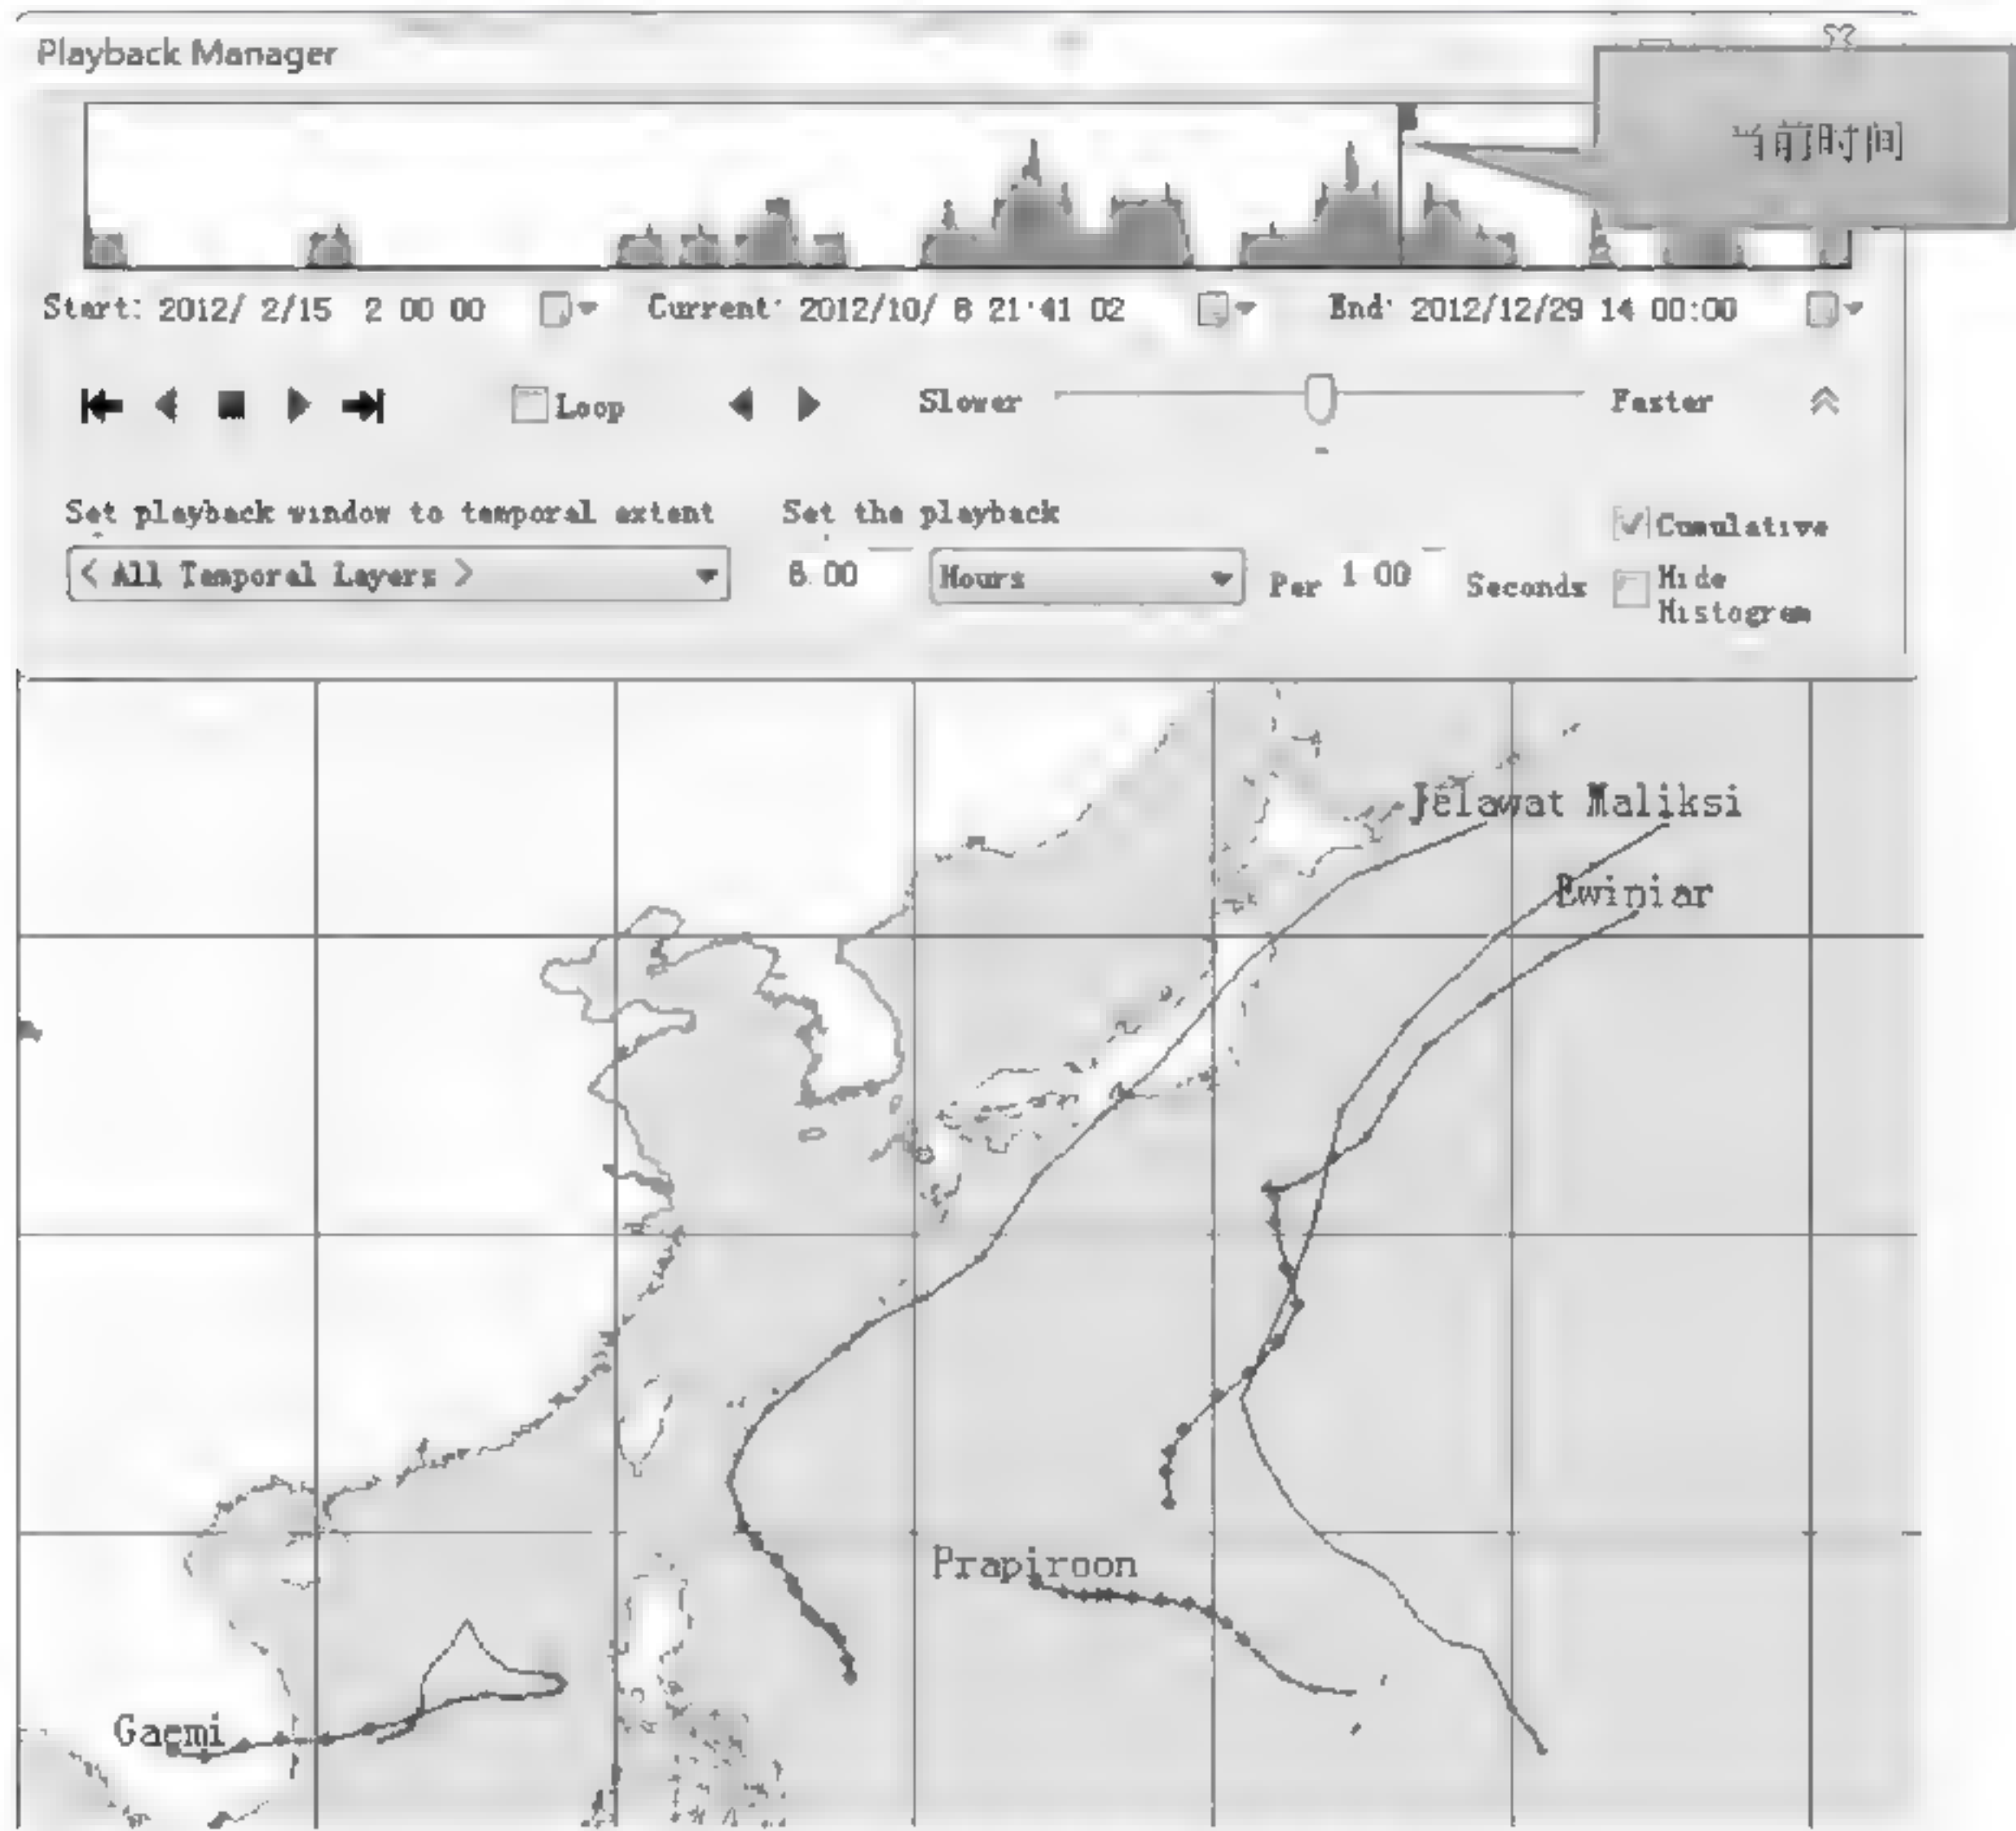 Playback Manager
当前时间
Start: 2012/ 2/15 2 00 00
Current: 2012/10/ 8 21:41 02
End: 2012/12/29 14 00:00
Loop
Slower
Faster
Set playback window to temporal extent
Set the playback
Cumulative
< All Temporal Layers >
6.00
Hours
Per
1 00
Seconds
Hide
Histogram
Jelawat Maliksi
Ewiniar
Prapiroon
Gaemi